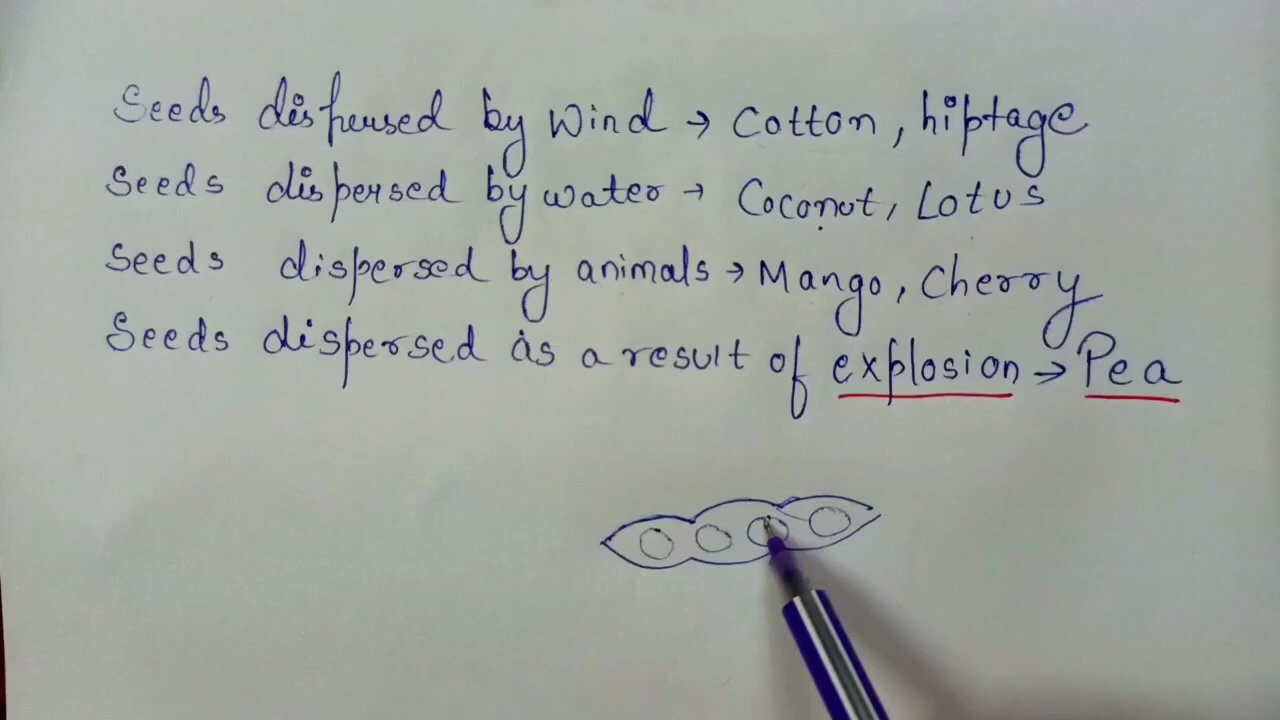 Seeds dispersed by Wind → Cotton, hiptage
Seeds dispersed by water → Coconut, Lotus
Seeds dispersed by animals → Mango, Cherry
Seeds dispersed as a result of explosion → Pea